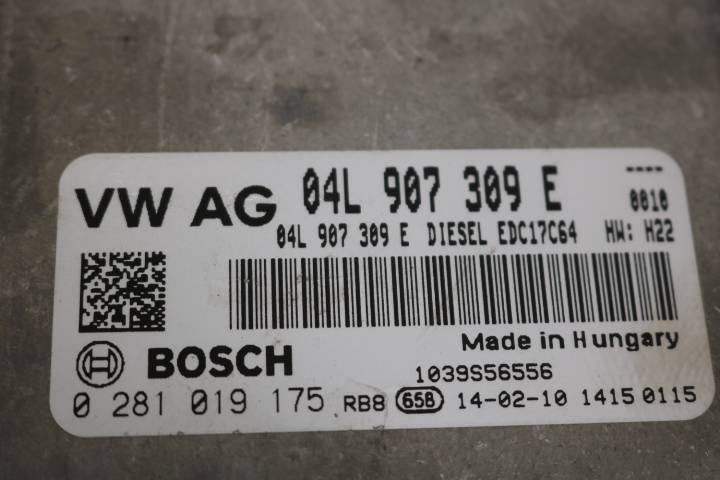 VW AG 04L 907 309 E ----
0010
04L 907 309 E DIESEL EDC17C64 HW: H22
Made in Hungary
BOSCH
1039S56556
0 281 019 175 RB8 658 14-02-10 1415 0115